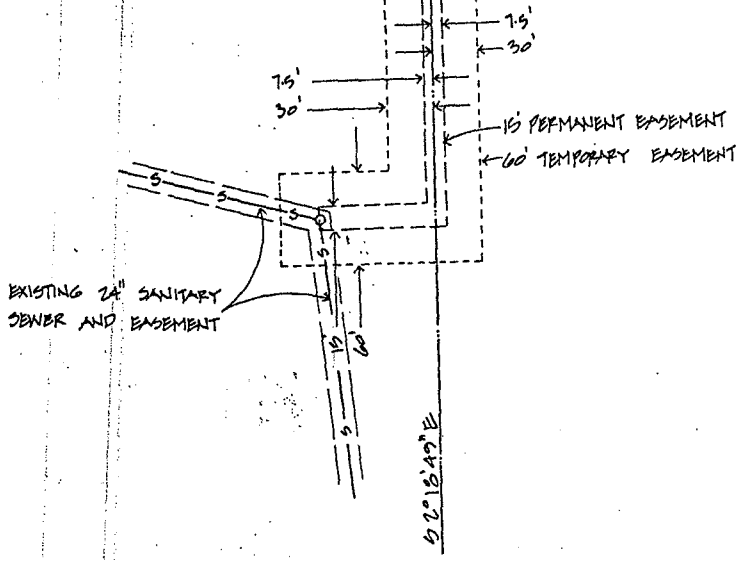 7.5'
30'
7.5'
30'
15' PERMANENT EASEMENT
60' TEMPORARY EASEMENT
S
S
S
S
EXISTING 24" SANITARY
SEWER AND EASEMENT
15'
60'
S
S 2° 18' 49" E